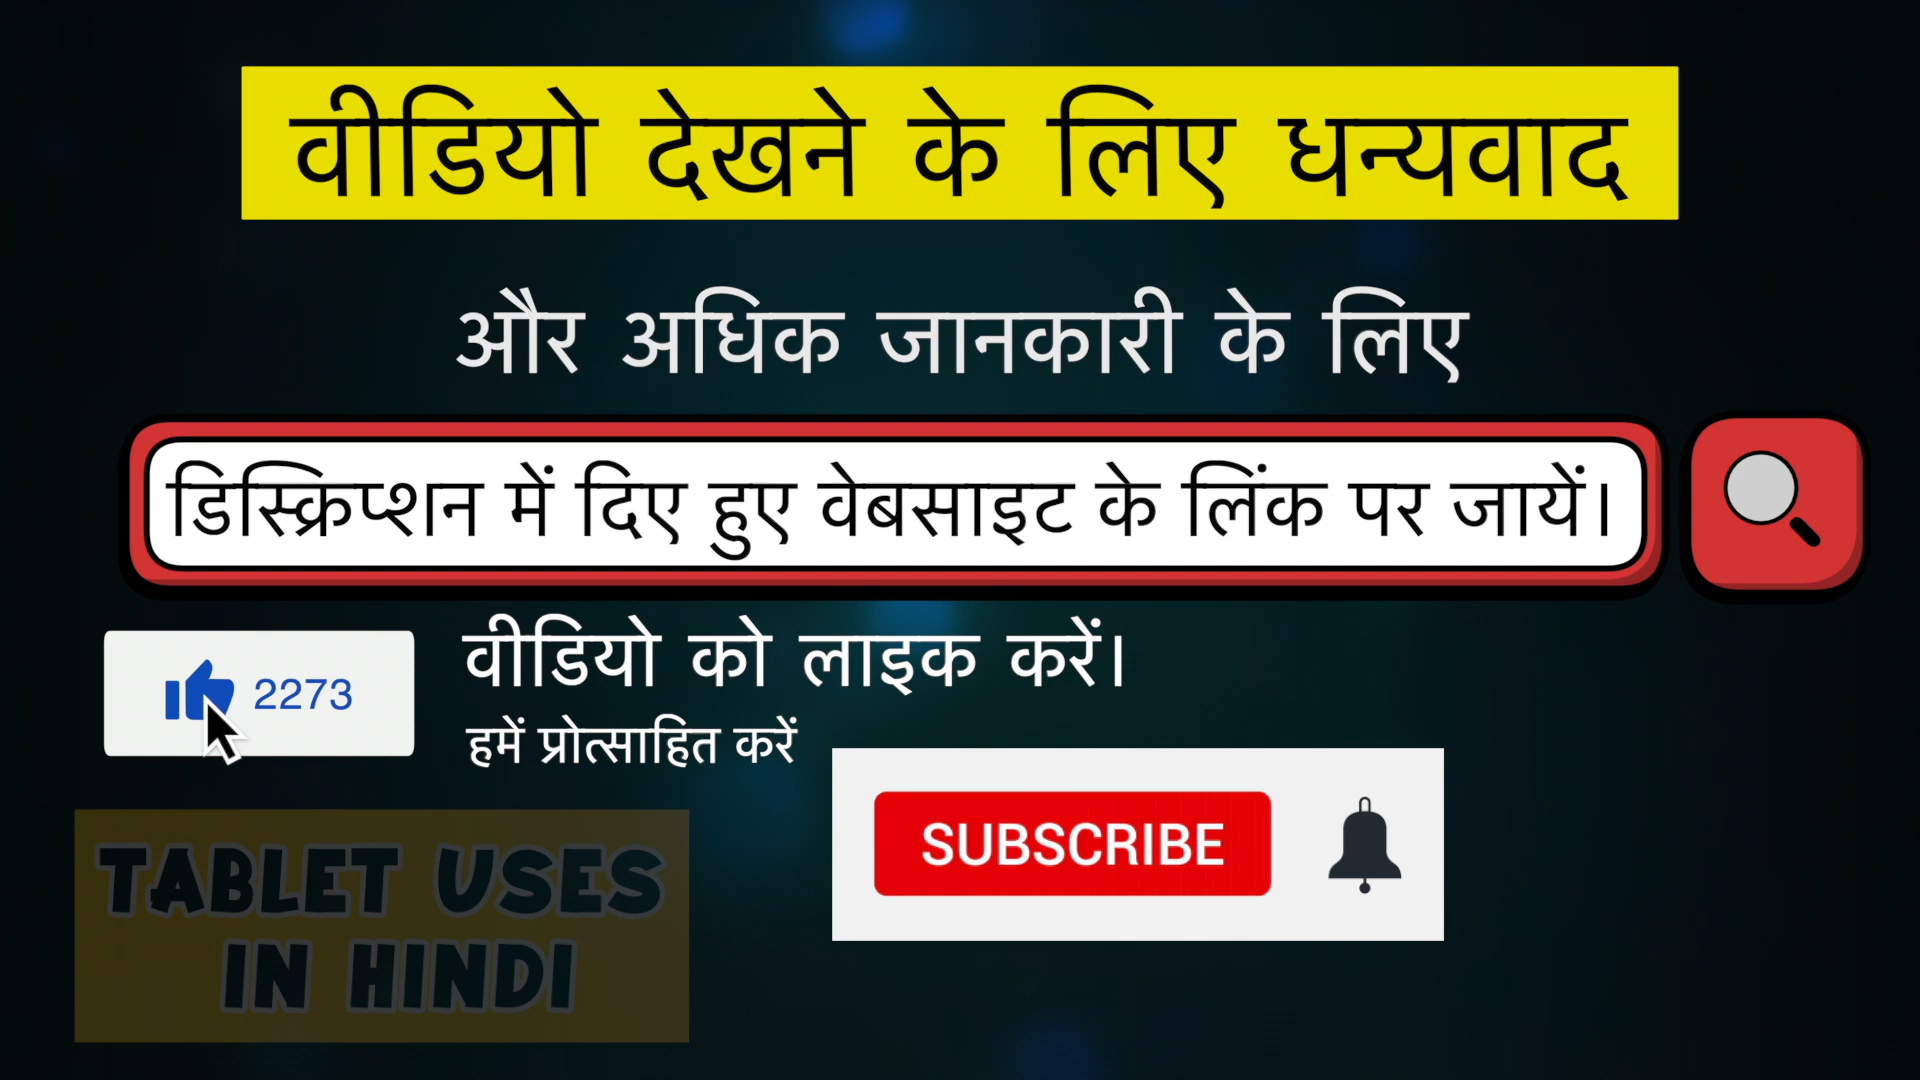 वीडियो देखने के लिए धन्यवाद
और अधिक जानकारी के लिए
डिस्क्रिप्शन में दिए हुए वेबसाइट के लिंक पर जायें।
2273
वीडियो को लाइक करें।
हमें प्रोत्साहित करें
SUBSCRIBE
TABLET USES
IN HINDI